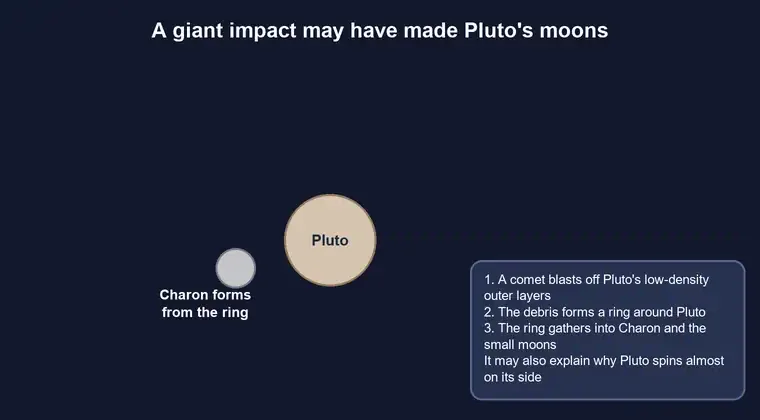 A giant impact may have made Pluto's moons
Pluto
Charon forms
from the ring
1. A comet blasts off Pluto's low-density
outer layers
2. The debris forms a ring around Pluto
3. The ring gathers into Charon and the
small moons
It may also explain why Pluto spins almost
on its side